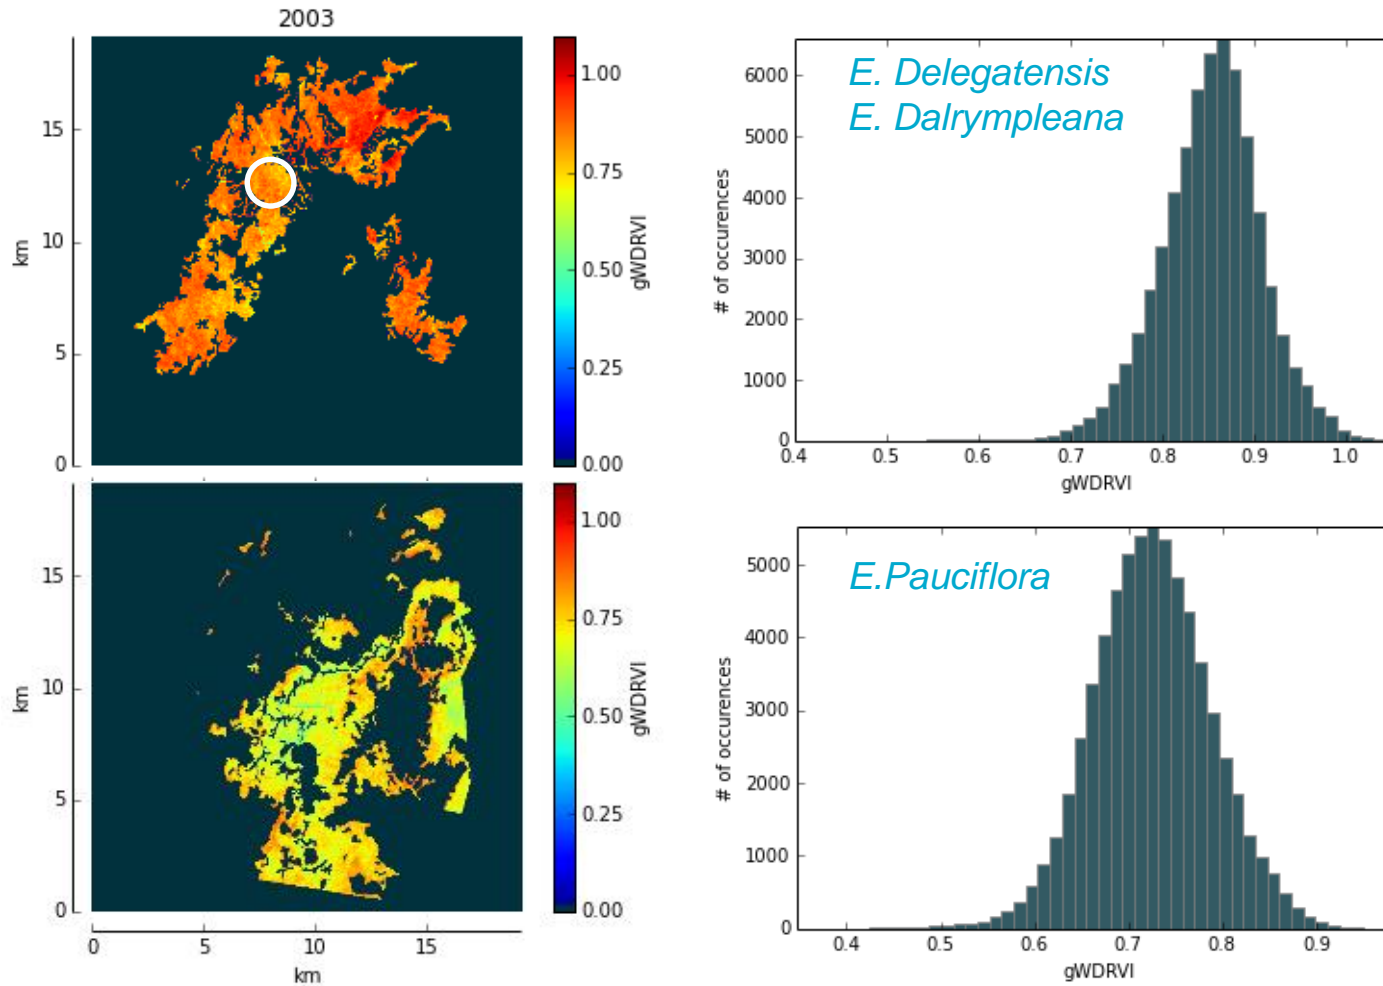 2003
15
10
5
0
km
1.00
0.75
0.50
0.25
0.00
gWDRVI
E. Delegatensis
E. Dalrympleana
6000
5000
4000
3000
2000
1000
0
# of occurences
0.4 0.5 0.6 0.7 0.8 0.9 1.0
gWDRVI
15
10
5
0
km
0 5 10 15
km
1.00
0.75
0.50
0.25
0.00
gWDRVI
E.Pauciflora
5000
4000
3000
2000
1000
0
# of occurences
0.4 0.5 0.6 0.7 0.8 0.9
gWDRVI